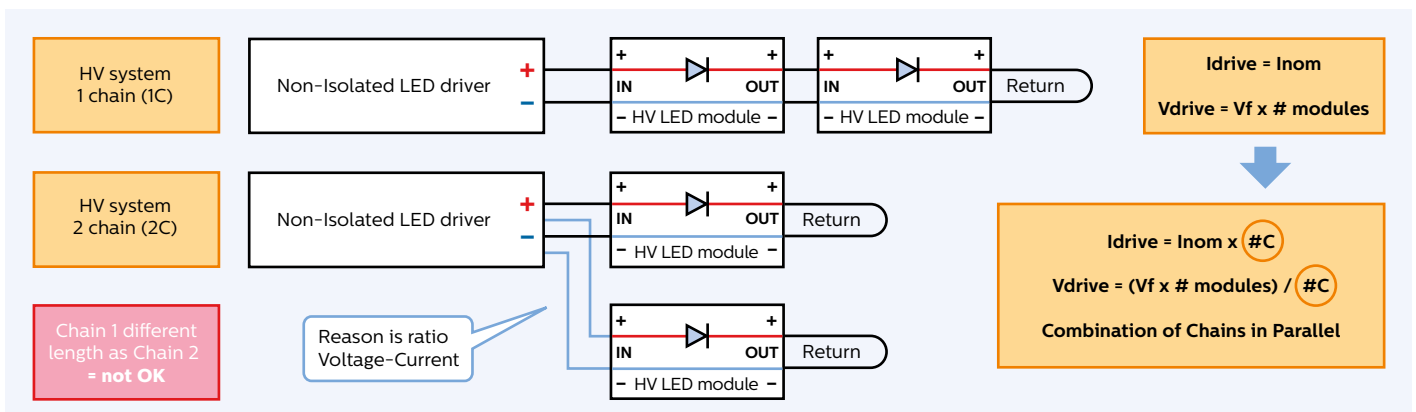 HV system
1 chain (1C)
Non-Isolated LED driver
+
−
+ +
IN OUT
− HV LED module −
+ +
IN OUT
− HV LED module −
Return
Idrive = Inom
Vdrive = Vf x # modules
HV system
2 chain (2C)
Non-Isolated LED driver
+
−
+ +
IN OUT
− HV LED module −
Return
Idrive = Inom x #C
Vdrive = (Vf x # modules) / #C
Combination of Chains in Parallel
Chain 1 different
length as Chain 2
= not OK
Reason is ratio
Voltage-Current
+ +
IN OUT
− HV LED module −
Return